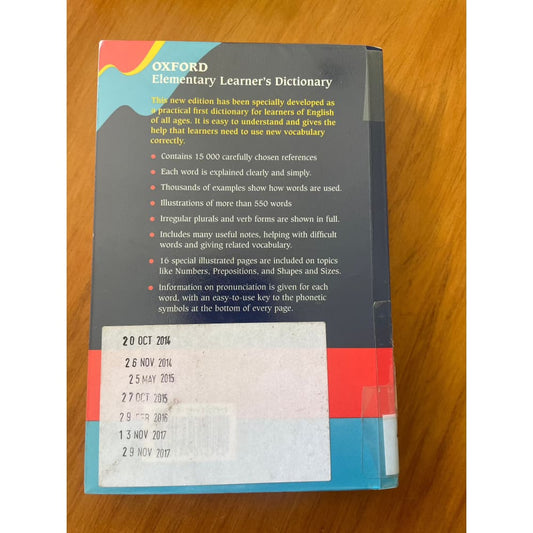 OXFORD
Elementary Learner's Dictionary
This new edition has been specially developed as
a practical first dictionary for learners of English
of all ages. It is easy to understand and gives the
help that learners need to use new vocabulary
correctly.
• Contains 15 000 carefully chosen references
• Each word is explained clearly and simply.
• Thousands of examples show how words are used.
• Illustrations of more than 550 words
• Irregular plurals and verb forms are shown in full.
• Includes many useful notes, helping with difficult
words and giving related vocabulary.
• 16 special illustrated pages are included on topics
like Numbers, Prepositions, and Shapes and Sizes.
• Information on pronunciation is given for each
word, with an easy-to-use key to the phonetic
symbols at the bottom of every page.
20 OCT 2014
26 NOV 2014
25 MAY 2015
27 OCT 2015
29 FEB 2016
13 NOV 2017
29 NOV 2017